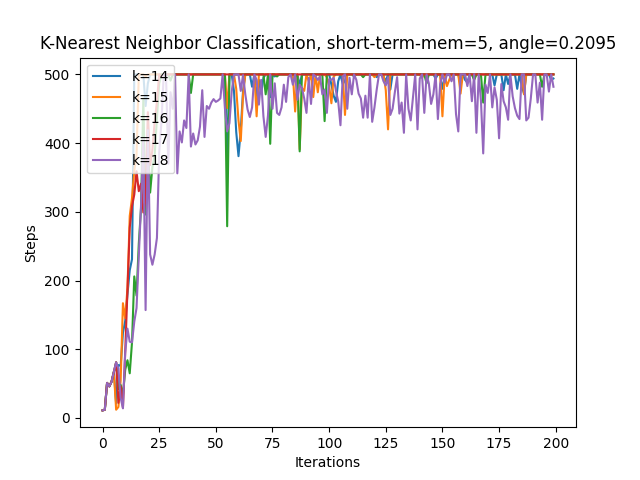 K-Nearest Neighbor Classification, short-term-mem=5, angle=0.2095
500
400
300
200
100
0
Steps
k=14
k=15
k=16
k=17
k=18
0 25 50 75 100 125 150 175 200
Iterations